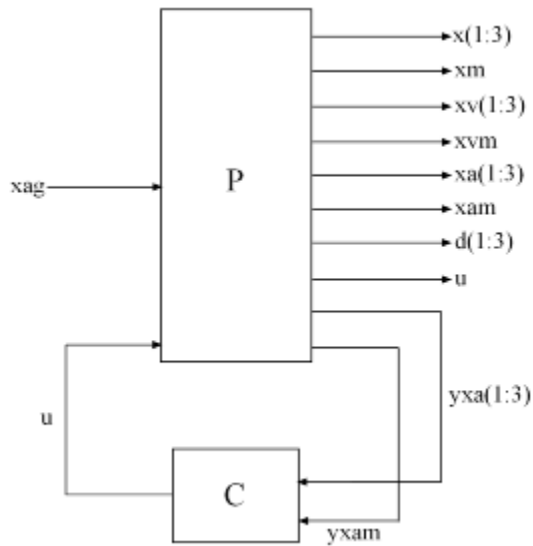 x(1:3)
xm
xv(1:3)
xvm
xa(1:3)
xam
d(1:3)
u
xag
P
yxa(1:3)
u
C
yxam